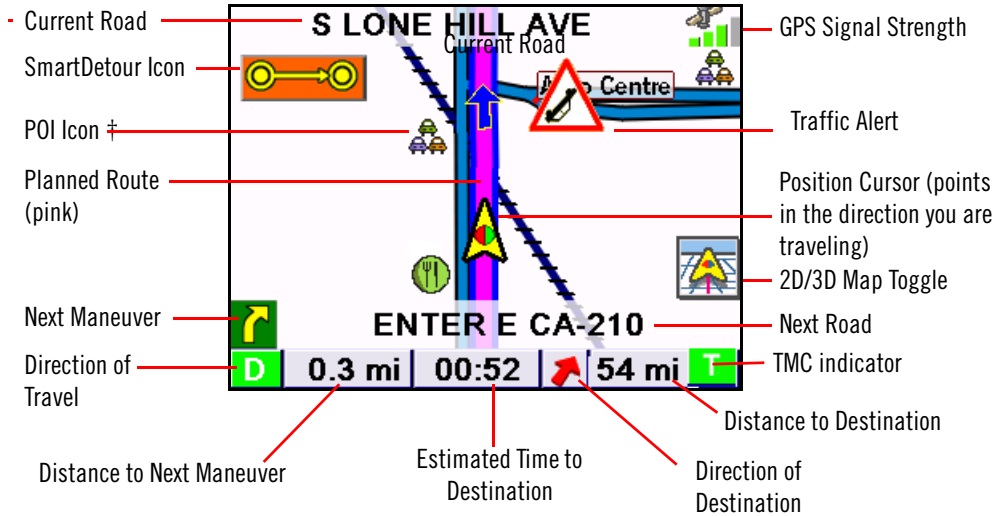 Current Road
S LONE HILL AVE
Current Road
GPS Signal Strength
SmartDetour Icon
Centre
POI Icon †
Traffic Alert
Planned Route
(pink)
Position Cursor (points
in the direction you are
traveling)
2D/3D Map Toggle
Next Maneuver
ENTER E CA-210
Next Road
Direction of
Travel
D
0.3 mi
00:52
54 mi
T
TMC indicator
Distance to Destination
Distance to Next Maneuver
Estimated Time to
Destination
Direction of
Destination